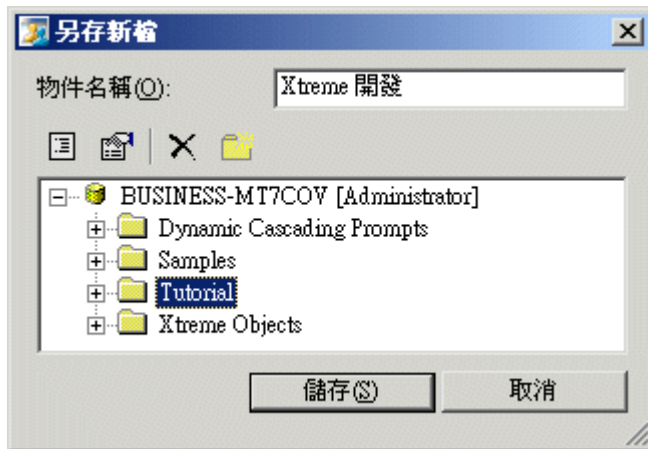 另存新檔
物件名稱(O): Xtreme 開發
BUSINESS-MT7COV [Administrator]
Dynamic Cascading Prompts
Samples
Tutorial
Xtreme Objects
儲存(S) 取消